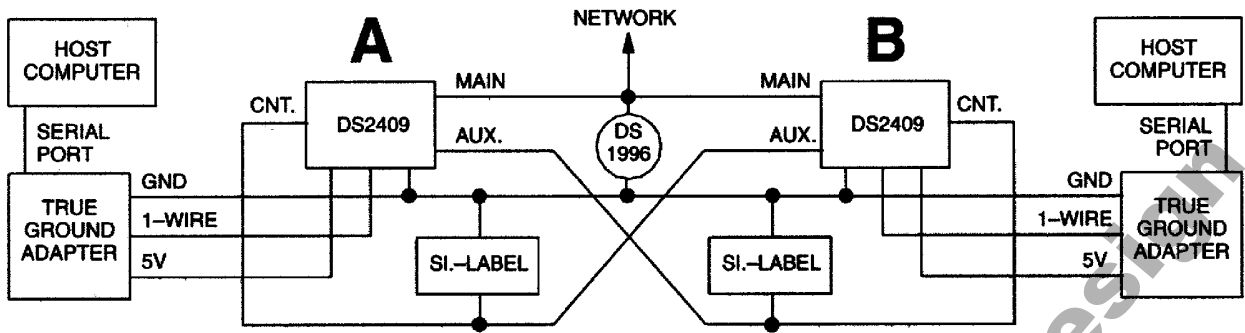 NETWORK
A
B
HOST
COMPUTER
HOST
COMPUTER
MAIN
MAIN
CNT.
CNT.
DS2409
DS2409
SERIAL
PORT
SERIAL
PORT
AUX.
AUX.
DS
1996
GND
GND
TRUE
GROUND
ADAPTER
TRUE
GROUND
ADAPTER
1–WIRE
1–WIRE
5V
5V
SI.–LABEL
SI.–LABEL
esign